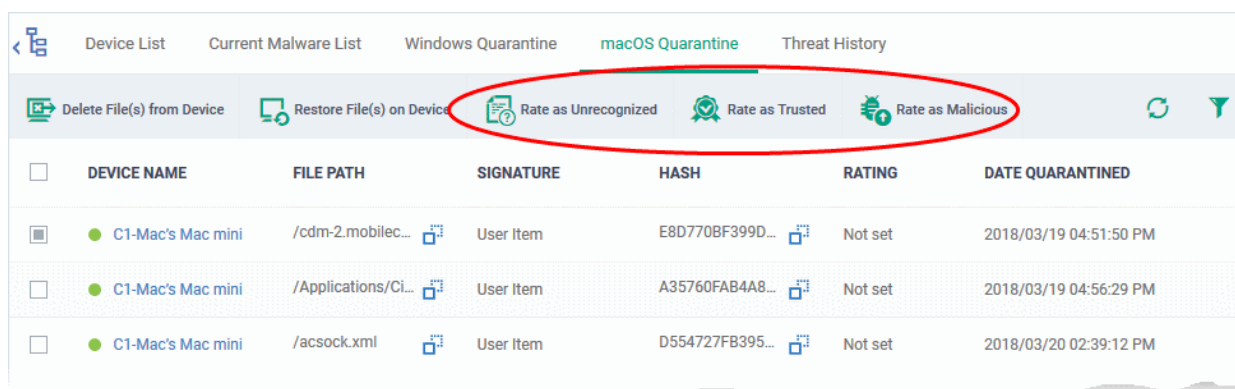 Device List Current Malware List Windows Quarantine macOS Quarantine Threat History
Delete File(s) from Device Restore File(s) on Device Rate as Unrecognized Rate as Trusted Rate as Malicious
DEVICE NAME FILE PATH SIGNATURE HASH RATING DATE QUARANTINED
C1-Mac's Mac mini /cdm-2.mobilec... User Item E8D770BF399D... Not set 2018/03/19 04:51:50 PM
C1-Mac's Mac mini /Applications/Ci... User Item A35760FAB4A8... Not set 2018/03/19 04:56:29 PM
C1-Mac's Mac mini /acsock.xml User Item D554727FB395... Not set 2018/03/20 02:39:12 PM